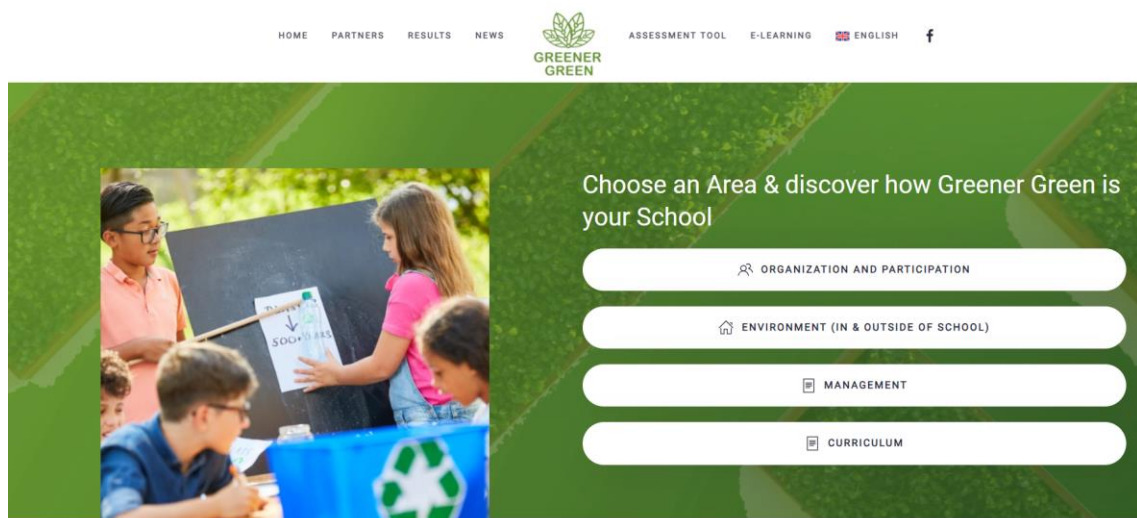 HOME PARTNERS RESULTS NEWS
GREENER
GREEN
ASSESSMENT TOOL E-LEARNING ENGLISH f
Choose an Area & discover how Greener Green is
your School
ORGANIZATION AND PARTICIPATION
ENVIRONMENT (IN & OUTSIDE OF SCHOOL)
MANAGEMENT
CURRICULUM
500+